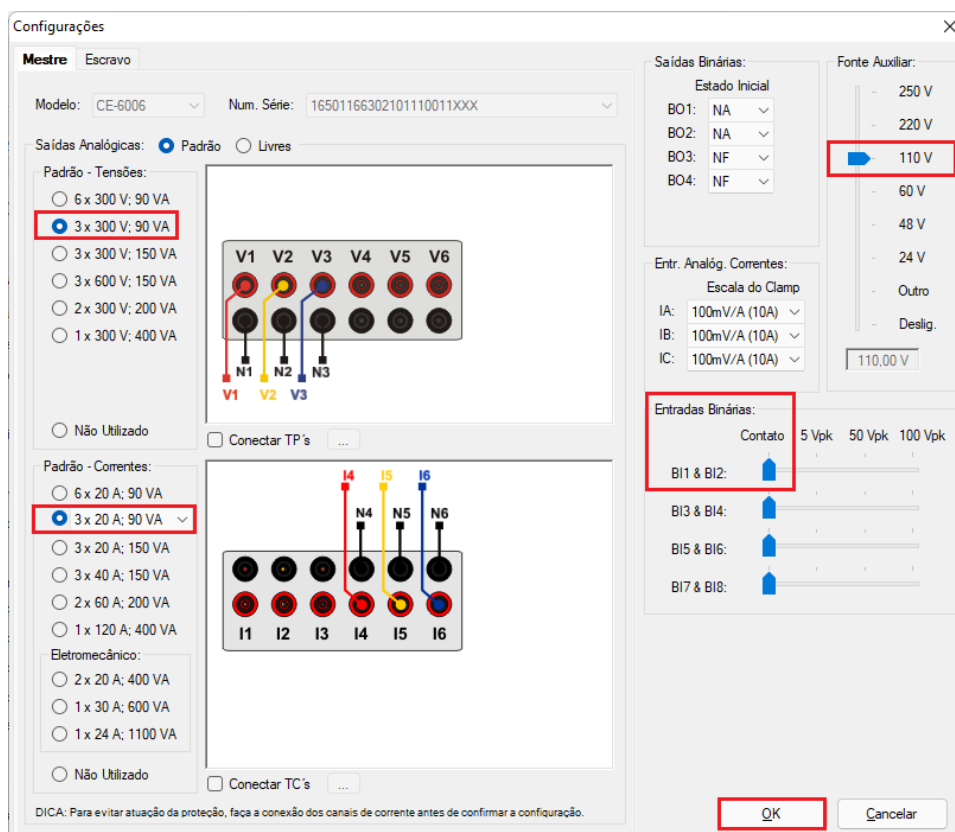 Configurações
Mestre Escravo
Modelo: CE-6006 Num. Série: 16501166302101110011XXX
Saídas Analógicas: Padrão Livres
Padrão - Tensões:
6 x 300 V; 90 VA
3 x 300 V; 90 VA
3 x 300 V; 150 VA
3 x 600 V; 150 VA
2 x 300 V; 200 VA
1 x 300 V; 400 VA
Não Utilizado
V1 V2 V3 V4 V5 V6
N1 N2 N3
V1 V2 V3
Conectar TP´s ...
Padrão - Correntes:
6 x 20 A; 90 VA
3 x 20 A; 90 VA
3 x 20 A; 150 VA
3 x 40 A; 150 VA
2 x 60 A; 200 VA
1 x 120 A; 400 VA
Eletromecânico:
2 x 20 A; 400 VA
1 x 30 A; 600 VA
1 x 24 A; 1100 VA
Não Utilizado
I4 I5 I6
N4 N5 N6
I1 I2 I3 I4 I5 I6
Conectar TC´s ...
DICA: Para evitar atuação da proteção, faça a conexão dos canais de corrente antes de confirmar a configuração.
Saídas Binárias:
Estado Inicial
BO1: NA
BO2: NA
BO3: NF
BO4: NF
Fonte Auxiliar:
250 V
220 V
110 V
60 V
48 V
24 V
Outro
Deslig.
110,00 V
Entr. Analóg. Correntes:
Escala do Clamp
IA: 100mV/A (10A)
IB: 100mV/A (10A)
IC: 100mV/A (10A)
Entradas Binárias:
Contato 5 Vpk 50 Vpk 100 Vpk
BI1 & BI2:
BI3 & BI4:
BI5 & BI6:
BI7 & BI8:
OK Cancelar